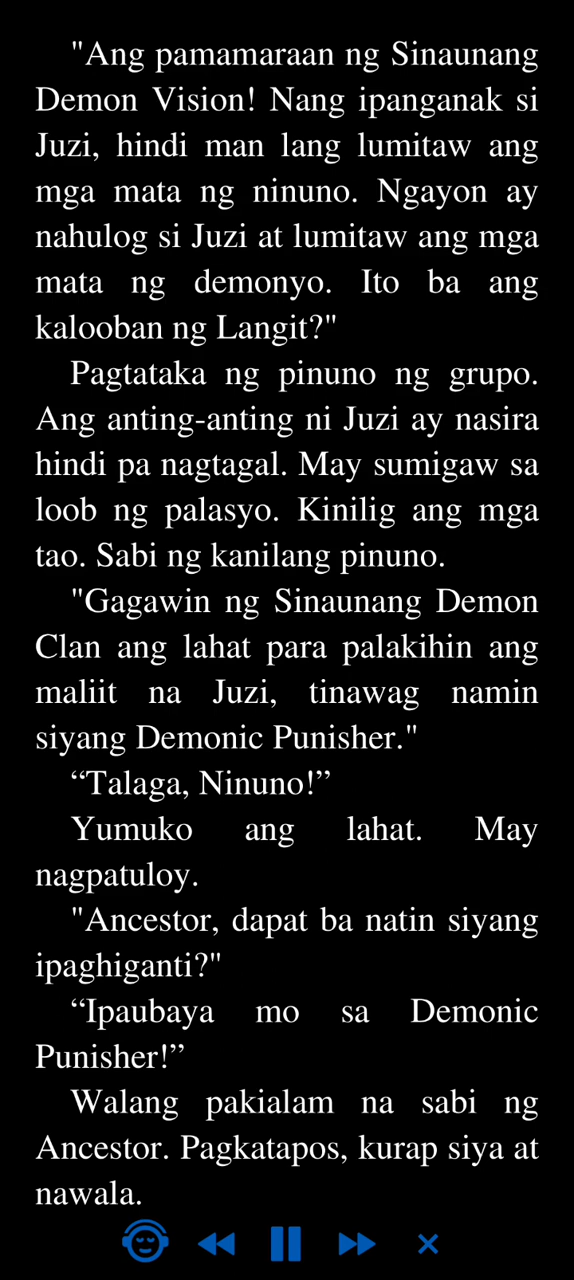 "Ang pamamaraan ng Sinaunang
Demon Vision! Nang ipanganak si
Juzi, hindi man lang lumitaw ang
mga mata ng ninuno. Ngayon ay
nahulog si Juzi at lumitaw ang mga
mata ng demonyo. Ito ba ang
kalooban ng Langit?"
Pagtataka ng pinuno ng grupo.
Ang anting-anting ni Juzi ay nasira
hindi pa nagtagal. May sumigaw sa
loob ng palasyo. Kinilig ang mga
tao. Sabi ng kanilang pinuno.
"Gagawin ng Sinaunang Demon
Clan ang lahat para palakihin ang
maliit na Juzi, tinawag namin
siyang Demonic Punisher."
“Talaga, Ninuno!”
Yumuko ang lahat. May
nagpatuloy.
"Ancestor, dapat ba natin siyang
ipaghiganti?"
“Ipaubaya mo sa Demonic
Punisher!”
Walang pakialam na sabi ng
Ancestor. Pagkatapos, kurap siya at
nawala.